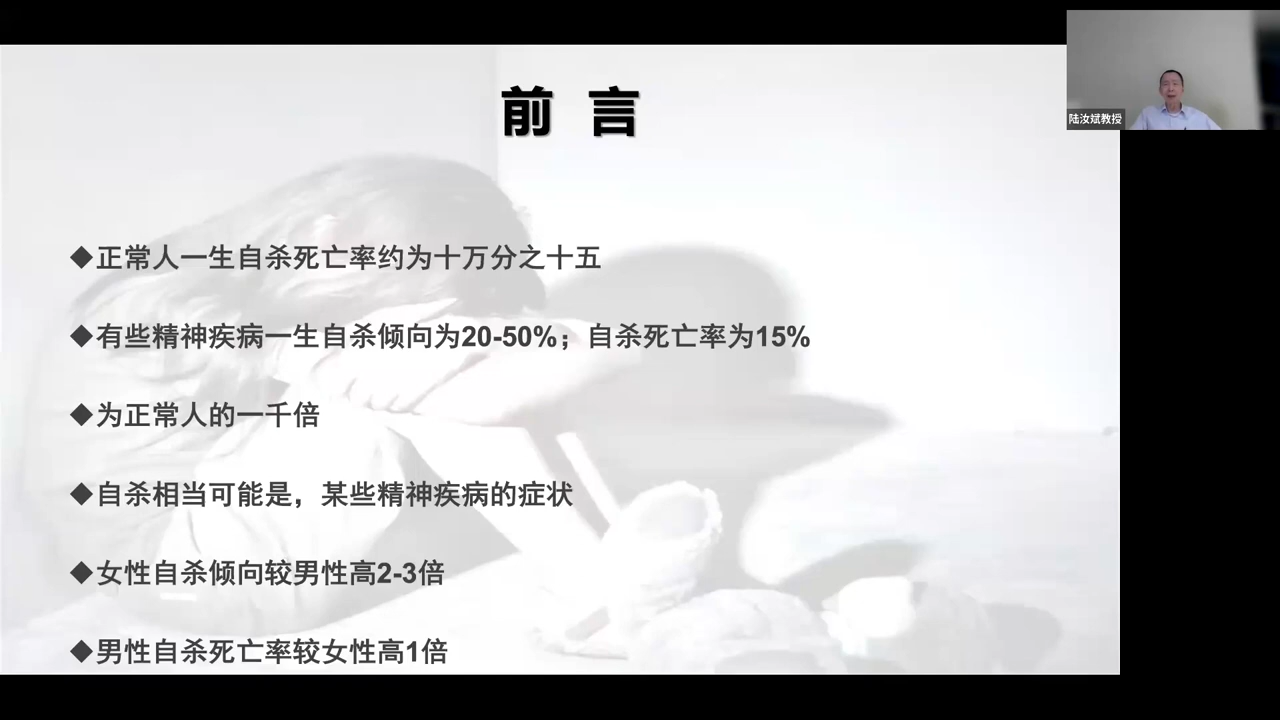 前 言
陆汝斌教授
◆正常人一生自杀死亡率约为十万分之十五
◆有些精神疾病一生自杀倾向为20-50%；自杀死亡率为15%
◆为正常人的一千倍
◆自杀相当可能是，某些精神疾病的症状
◆女性自杀倾向较男性高2-3倍
◆男性自杀死亡率较女性高1倍